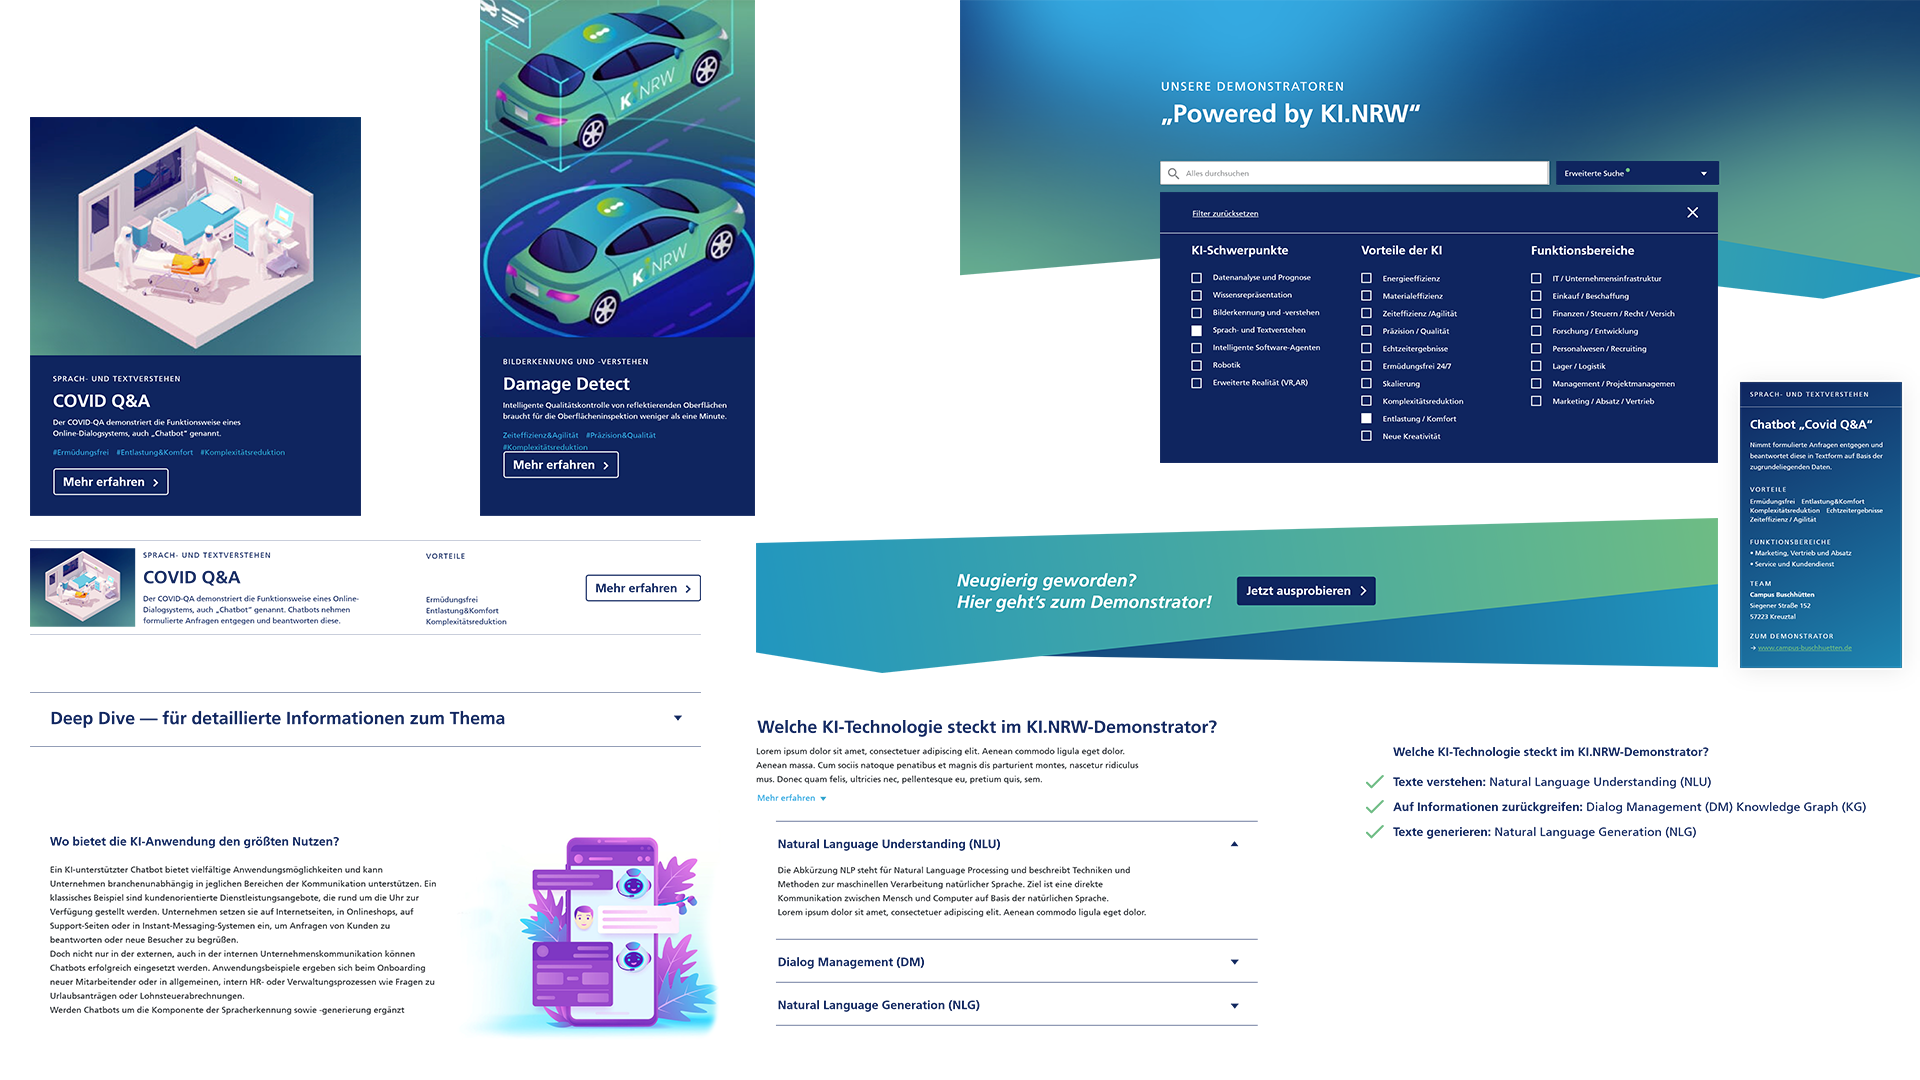 KI.NRW
KI.NRW
SPRACH- UND TEXTVERSTEHEN
COVID Q&A
Der COVID-QA demonstriert die Funktionsweise eines
Online-Dialogsystems, auch „Chatbot“ genannt.
#Ermüdungsfrei #Entlastung&Komfort #Komplexitätsreduktion
Mehr erfahren
BILDERKENNUNG UND -VERSTEHEN
Damage Detect
Intelligente Qualitätskontrolle von reflektierenden Oberflächen
braucht für die Oberflächeninspektion weniger als eine Minute.
Zeiteffizienz&Agilität #Präzision&Qualität
#Komplexitätsreduktion
Mehr erfahren
UNSERE DEMONSTRATOREN
„Powered by KI.NRW“
Alles durchsuchen
Erweiterte Suche
Filter zurücksetzen
KI-Schwerpunkte
Datenanalyse und Prognose
Wissensrepräsentation
Bilderkennung und -verstehen
Sprach- und Textverstehen
Intelligente Software-Agenten
Robotik
Erweiterte Realität (VR,AR)
Vorteile der KI
Energieeffizienz
Materialeffizienz
Zeiteffizienz /Agilität
Präzision / Qualität
Echtzeitergebnisse
Ermüdungsfrei 24/7
Skalierung
Komplexitätsreduktion
Entlastung / Komfort
Neue Kreativität
Funktionsbereiche
IT / Unternehmensinfrastruktur
Einkauf / Beschaffung
Finanzen / Steuern / Recht / Versich
Forschung / Entwicklung
Personalwesen / Recruiting
Lager / Logistik
Management / Projektmanagemen
Marketing / Absatz / Vertrieb
SPRACH- UND TEXTVERSTEHEN
Chatbot „Covid Q&A“
Nimmt formulierte Anfragen entgegen und
beantwortet diese in Textform auf Basis der
zugrundeliegenden Daten.
VORTEILE
Ermüdungsfrei Entlastung&Komfort
Komplexitätsreduktion Echtzeitergebnisse
Zeiteffizienz / Agilität
FUNKTIONSBEREICHE
• Marketing, Vertrieb und Absatz
• Service und Kundendienst
TEAM
Campus Buschhütten
Siegener Straße 152
57223 Kreuztal
ZUM DEMONSTRATOR
→ www.campus-buschhuetten.de
SPRACH- UND TEXTVERSTEHEN
COVID Q&A
Der COVID-QA demonstriert die Funktionsweise eines Online-
Dialogsystems, auch „Chatbot“ genannt. Chatbots nehmen
formulierte Anfragen entgegen und beantworten diese.
VORTEILE
Ermüdungsfrei
Entlastung&Komfort
Komplexitätsreduktion
Mehr erfahren
Neugierig geworden?
Hier geht’s zum Demonstrator!
Jetzt ausprobieren
Deep Dive — für detaillierte Informationen zum Thema
Wo bietet die KI-Anwendung den größten Nutzen?
Ein KI-unterstützter Chatbot bietet vielfältige Anwendungsmöglichkeiten und kann
Unternehmen branchenunabhängig in jeglichen Bereichen der Kommunikation unterstützen. Ein
klassisches Beispiel sind kundenorientierte Dienstleistungsangebote, die rund um die Uhr zur
Verfügung gestellt werden. Unternehmen setzen sie auf Internetseiten, in Onlineshops, auf
Support-Seiten oder in Instant-Messaging-Systemen ein, um Anfragen von Kunden zu
beantworten oder neue Besucher zu begrüßen.
Doch nicht nur in der externen, auch in der internen Unternehmenskommunikation können
Chatbots erfolgreich eingesetzt werden. Anwendungsbeispiele ergeben sich beim Onboarding
neuer Mitarbeitender oder in allgemeinen, intern HR- oder Verwaltungsprozessen wie Fragen zu
Urlaubsanträgen oder Lohnsteuerabrechnungen.
Werden Chatbots um die Komponente der Spracherkennung sowie -generierung ergänzt
Welche KI-Technologie steckt im KI.NRW-Demonstrator?
Lorem ipsum dolor sit amet, consectetuer adipiscing elit. Aenean commodo ligula eget dolor.
Aenean massa. Cum sociis natoque penatibus et magnis dis parturient montes, nascetur ridiculus
mus. Donec quam felis, ultricies nec, pellentesque eu, pretium quis, sem.
Mehr erfahren
Natural Language Understanding (NLU)
Die Abkürzung NLP steht für Natural Language Processing und beschreibt Techniken und
Methoden zur maschinellen Verarbeitung natürlicher Sprache. Ziel ist eine direkte
Kommunikation zwischen Mensch und Computer auf Basis der natürlichen Sprache.
Lorem ipsum dolor sit amet, consectetuer adipiscing elit. Aenean commodo ligula eget dolor.
Dialog Management (DM)
Natural Language Generation (NLG)
Welche KI-Technologie steckt im KI.NRW-Demonstrator?
Texte verstehen: Natural Language Understanding (NLU)
Auf Informationen zurückgreifen: Dialog Management (DM) Knowledge Graph (KG)
Texte generieren: Natural Language Generation (NLG)